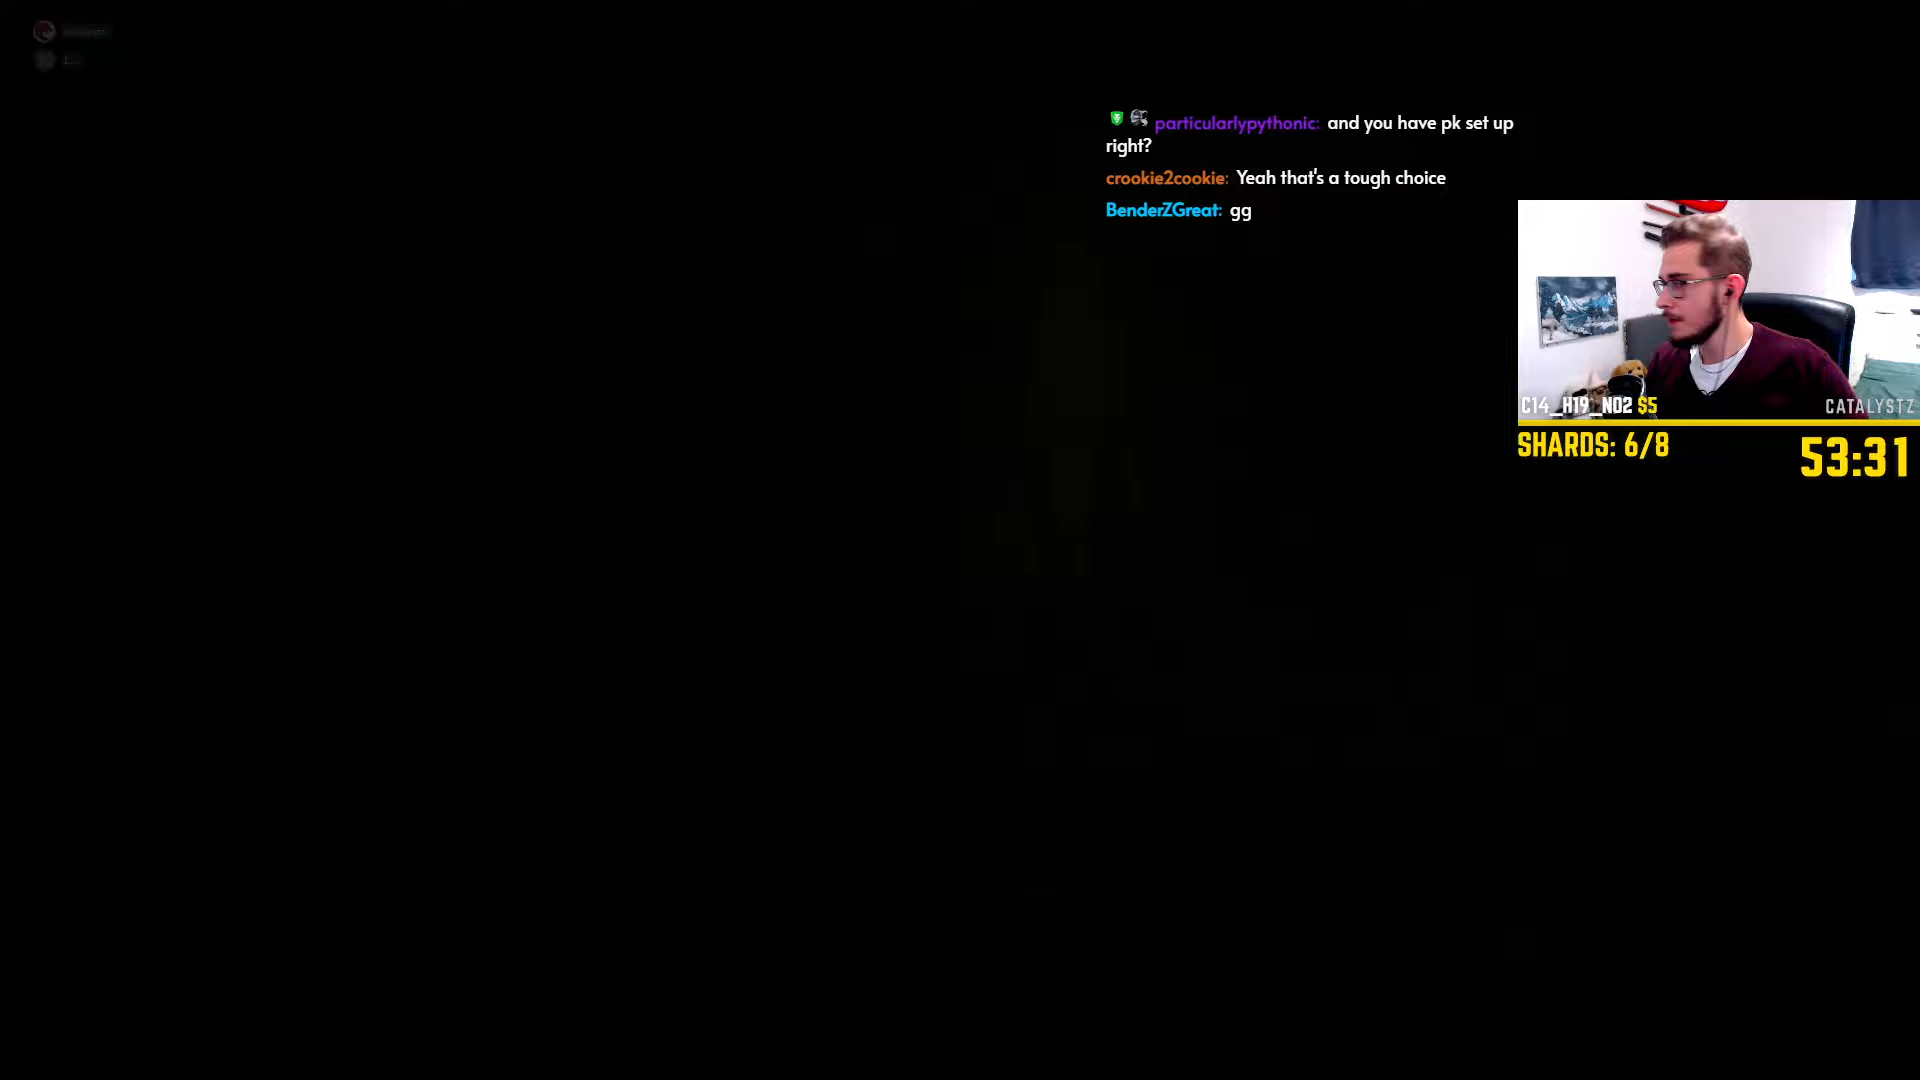 particularlypythonic: and you have pk set up
right?
crookie2cookie: Yeah that's a tough choice
BenderZGreat: gg
C14_H19_NO2 $5
CATALYSTZ
SHARDS: 6/8
53:31